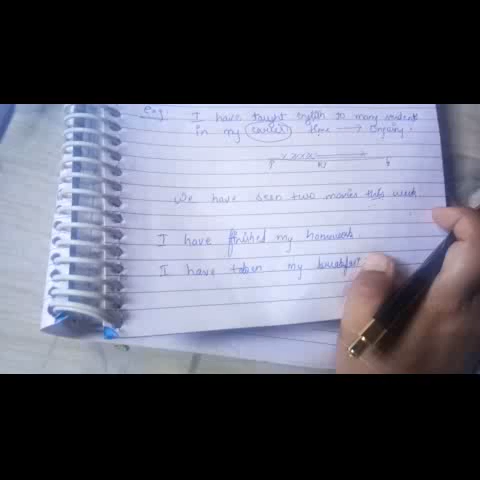 eng: I have taught english to many students
in my career time → ongoing.
P N f
We have seen two movies this week
I have finished my homework.
I have taken my breakfast